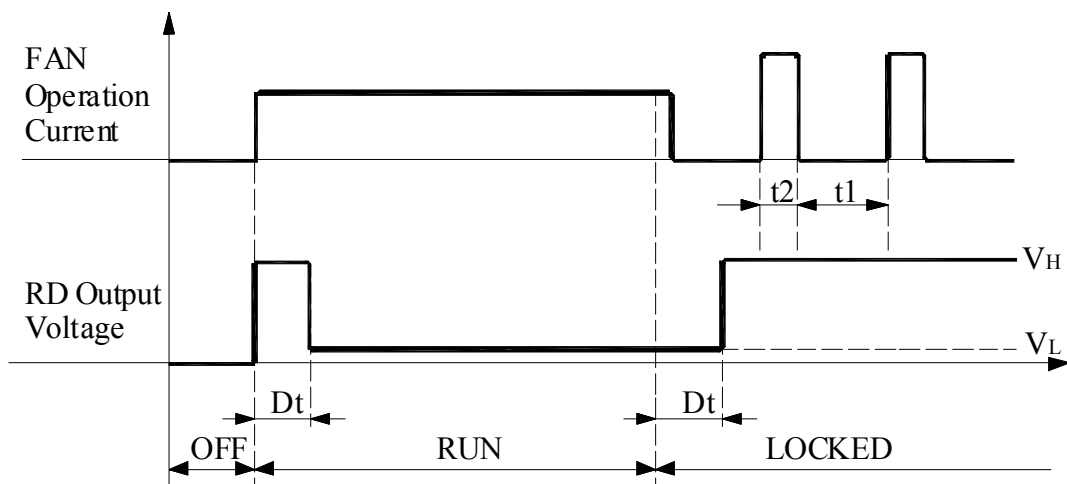 FAN
Operation
Current
t2
t1
VH
RD Output
Voltage
VL
Dt
Dt
OFF
RUN
LOCKED